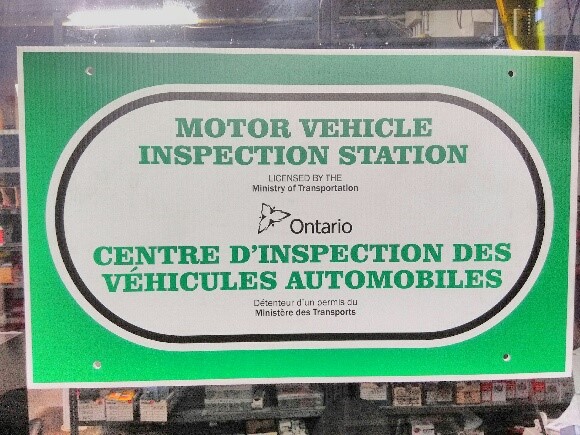 MOTOR VEHICLE
INSPECTION STATION
LICENSED BY THE
Ministry of Transportation
Ontario
CENTRE D'INSPECTION DES
VÉHICULES AUTOMOBILES
Détenteur d'un permis du
Ministère des Transports